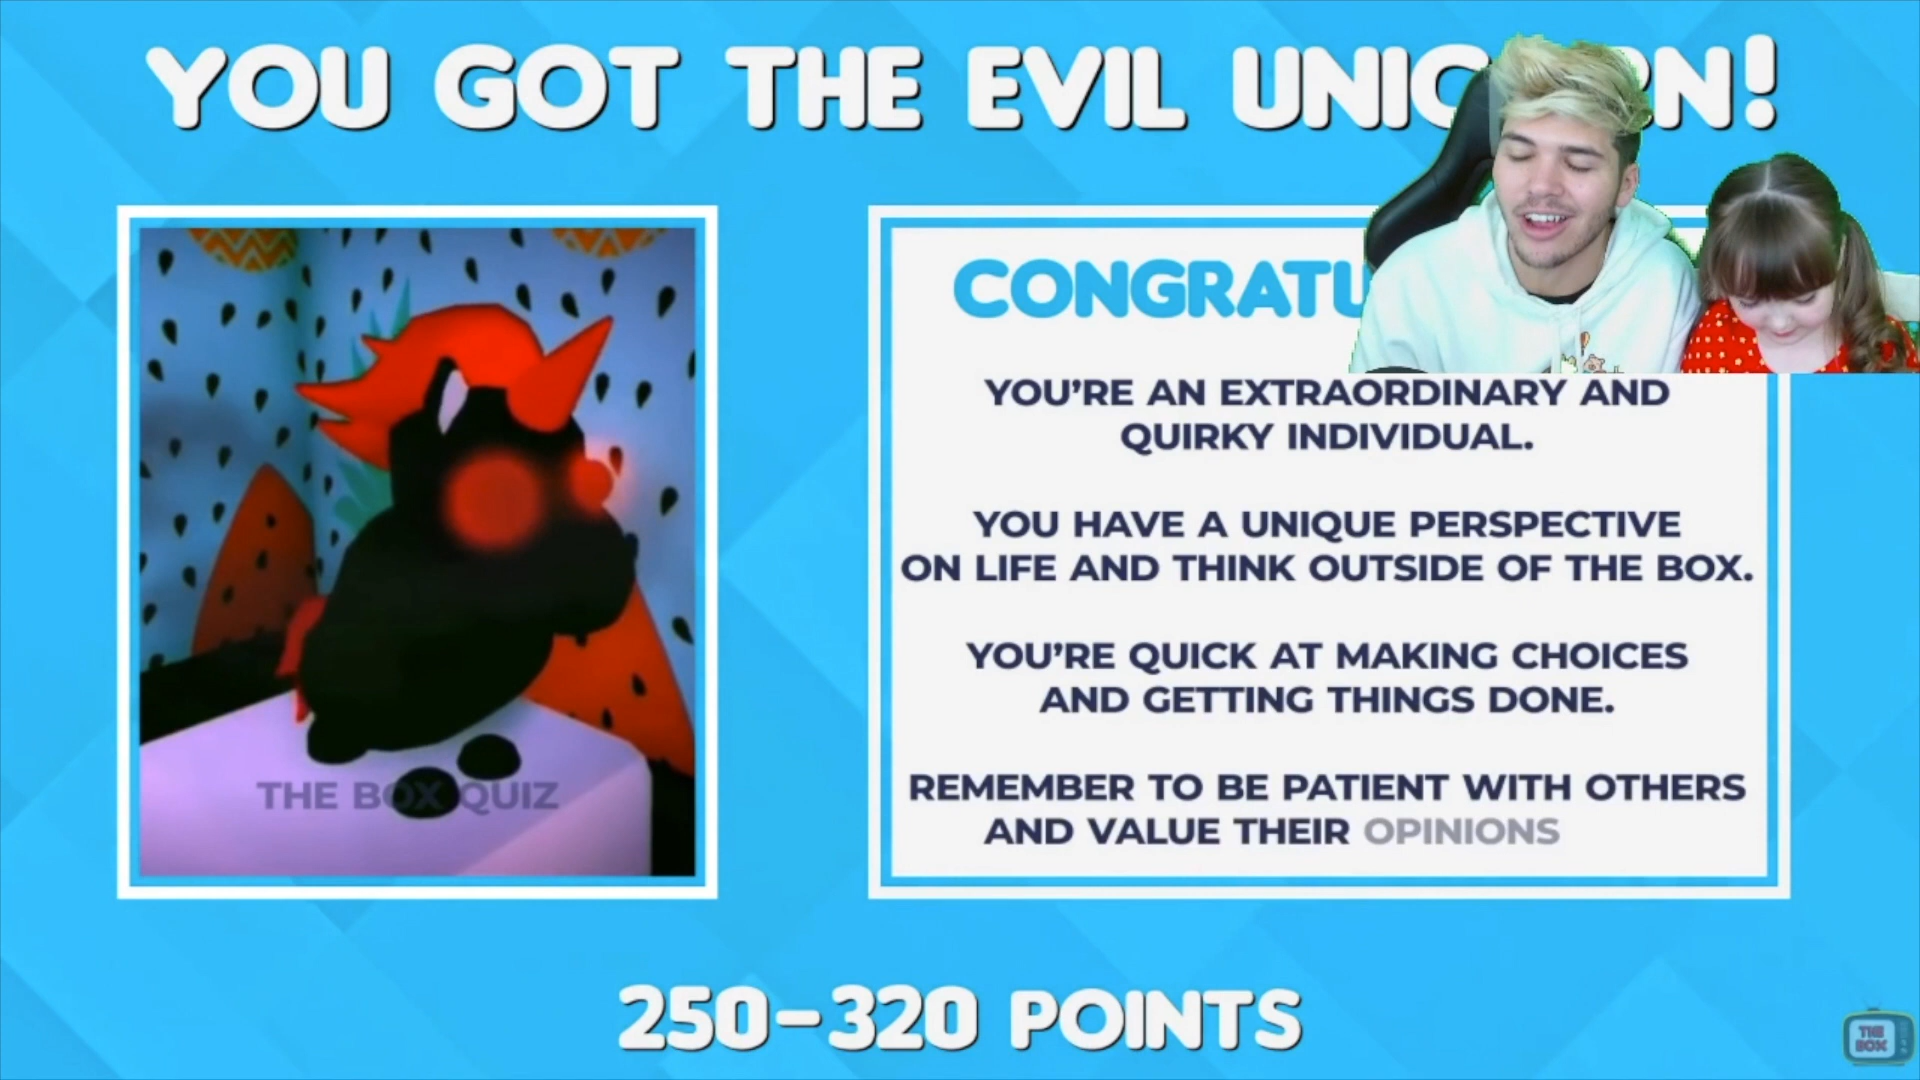 YOU GOT THE EVIL UNIC RN!
CONGRATU
YOU'RE AN EXTRAORDINARY AND
QUIRKY INDIVIDUAL.
YOU HAVE A UNIQUE PERSPECTIVE
ON LIFE AND THINK OUTSIDE OF THE BOX.
YOU'RE QUICK AT MAKING CHOICES
AND GETTING THINGS DONE.
REMEMBER TO BE PATIENT WITH OTHERS
AND VALUE THEIR OPINIONS
THE BOX QUIZ
250-320 POINTS
THE
BOX